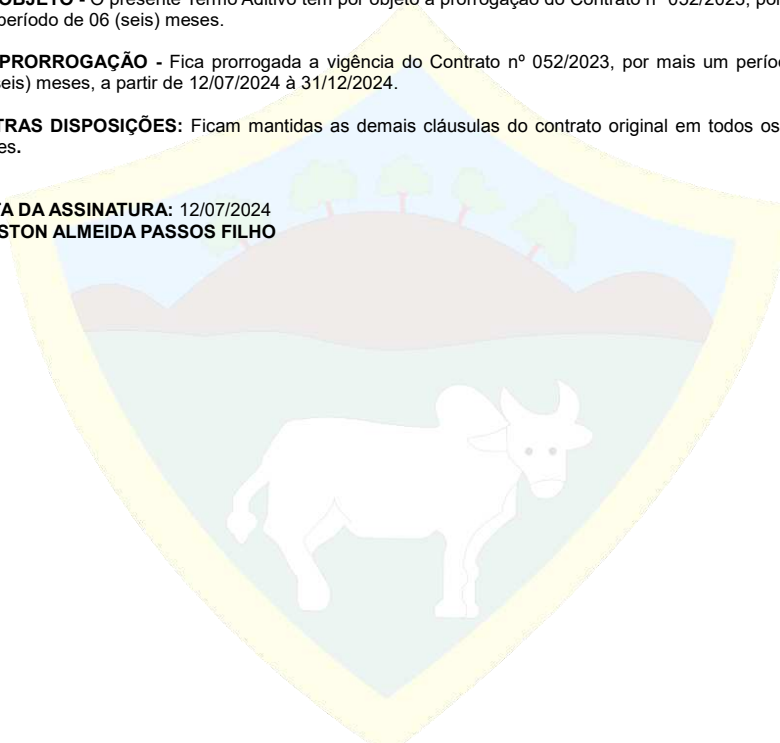 OBJETO - O presente Termo Aditivo tem por objeto a prorrogação do Contrato nº 052/2023, por
período de 06 (seis) meses.
PRORROGAÇÃO - Fica prorrogada a vigência do Contrato nº 052/2023, por mais um perío
seis) meses, a partir de 12/07/2024 à 31/12/2024.
TRAS DISPOSIÇÕES: Ficam mantidas as demais cláusulas do contrato original em todos os
es.
TA DA ASSINATURA: 12/07/2024
STON ALMEIDA PASSOS FILHO